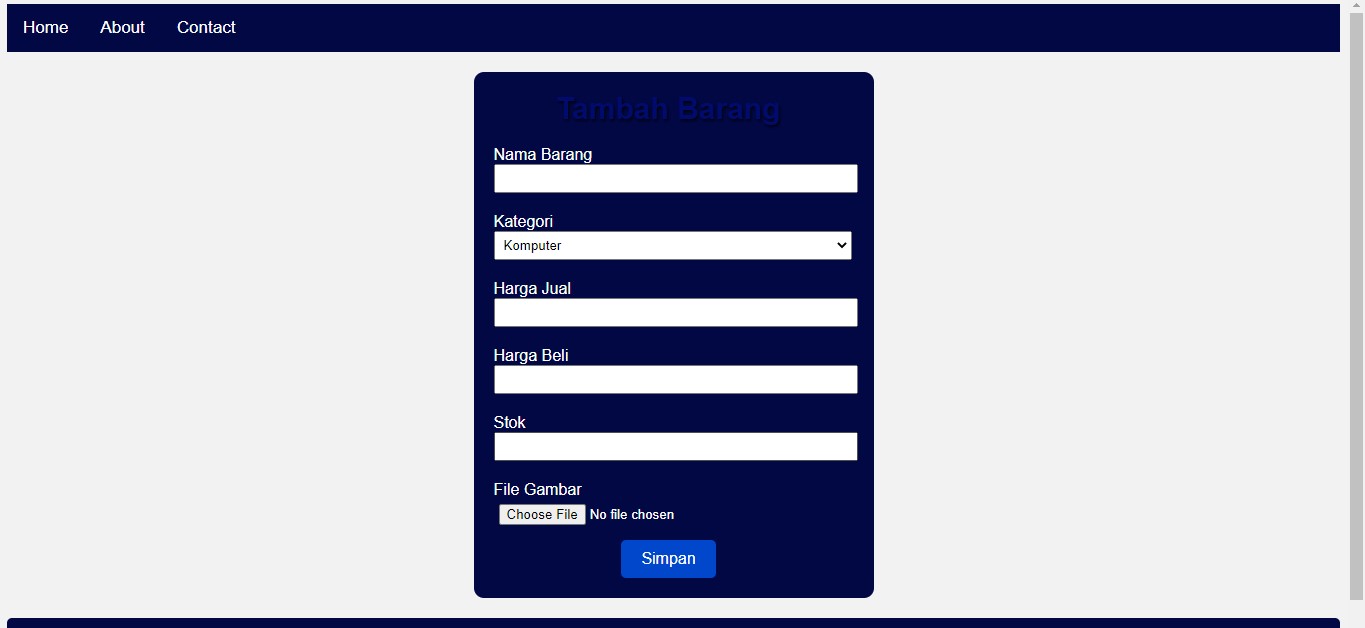 Home About Contact
Tambah Barang
Nama Barang
Kategori
Komputer
Harga Jual
Harga Beli
Stok
File Gambar
Choose File No file chosen
Simpan